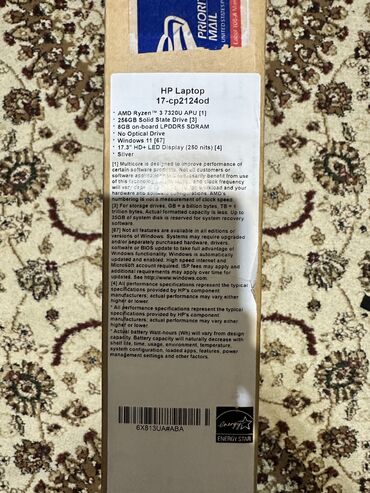 PRIORITY
MAIL
UNITED STATES POSTAL
HP Laptop
17-cp2124od
* AMD Ryzen™ 3 7320U APU [1]
* 256GB Solid State Drive [3]
* 8GB on-board LPDDR5 SDRAM
* No Optical Drive
* Windows 11 [67]
* 17.3" HD+ LED Display (250 nits) [4]
* Silver
[1] Multicore is designed to improve performance of
certain software products. Not all customers or
software applications will necessarily benefit from use
of this technology. and clock frequency
will vary depending workload and your
hardware and software configurations. AMD's
numbering is not a measurement of clock speed.
[3] For storage drives, GB = a billion bytes, TB = a
trillion bytes. Actual formatted capacity is less. Up to
35GB of system disk is reserved for system recovery
software.
[67] Not all features are available in all editions or
versions of Windows. Systems may require upgraded
and/or separately purchased hardware, drivers,
software or BIOS update to take full advantage of
Windows functionality. Windows is automatically
updated and enabled. High speed internet and
Microsoft account required. ISP fees may apply and
additional requirements may apply over time for
updates. See http://www.windows.com.
[4] All performance specifications represent the typical
specifications provided by HP's component
manufacturers; actual performance may vary either
higher or lower.
* All performance specifications represent the typical
specifications provided by HP's component
manufacturers; actual performance may vary either
higher or lower.
* Actual battery Watt-hours (Wh) will vary from design
capacity. Battery capacity will naturally decrease with
shelf life, time, usage, environment, temperature,
system configuration, loaded apps, features, power
management settings and other factors.
6X813UA#ABA
energy
ENERGY STAR